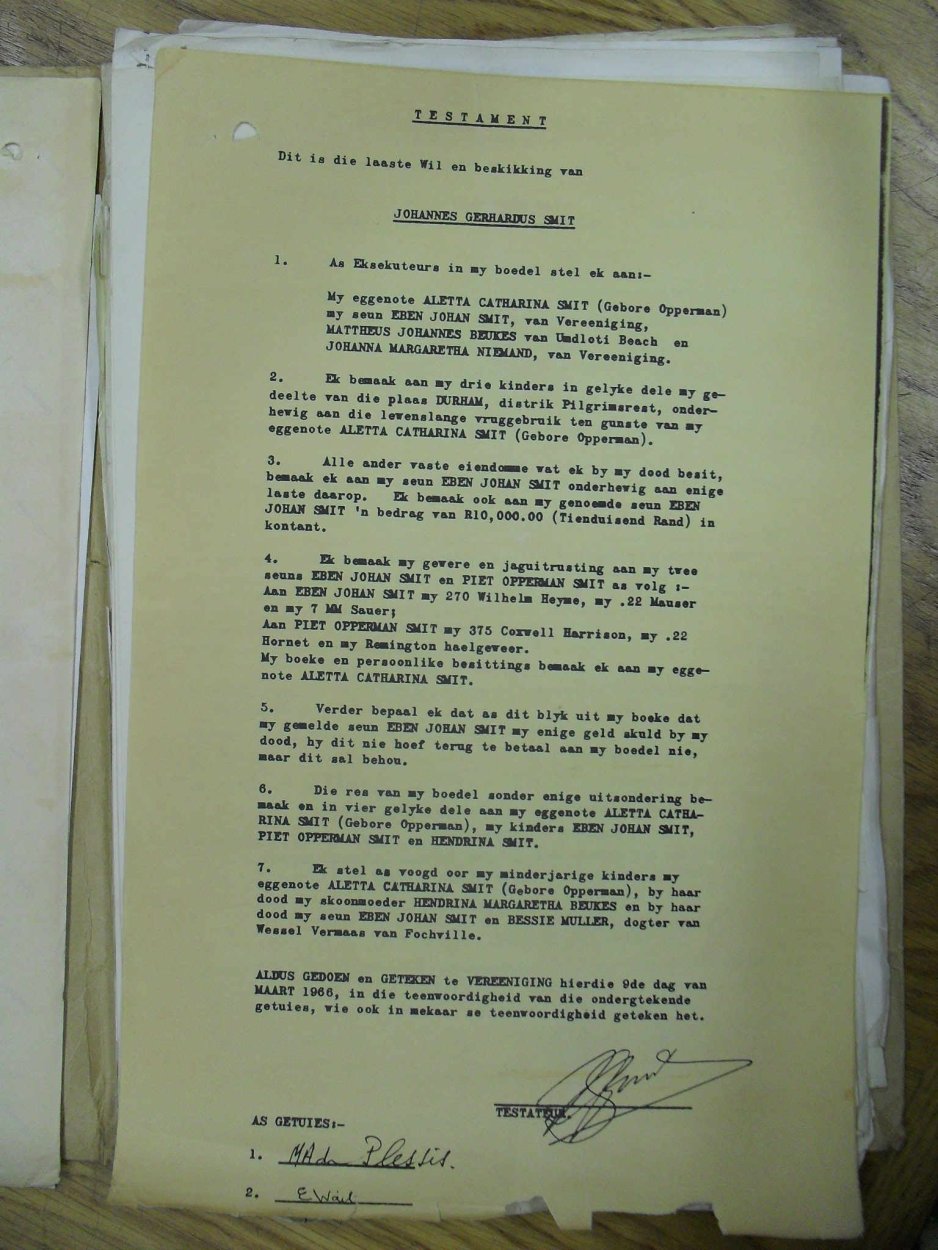 TESTAMENT
Dit is die laaste Wil en beskikking van
JOHANNES GERHARDUS SMIT
1. As Eksekuteurs in my boedel stel ek aan:-
My eggenote ALETTA CATHARINA SMIT (Gebore Opperman)
my seun EBEN JOHAN SMIT, van Vereeniging,
MATTHEUS JOHANNES BEUKES van Umdloti Beach en
JOHANNA MARGARETHA NIEMAND, van Vereeniging.
2. Ek bemaak aan my drie kinders in gelyke dele my ge-
deelte van die plaas DURHAM, distrik Pilgrimsrest, onder-
hewig aan die lewenslange vruggebruik ten gunste van my
eggenote ALETTA CATHARINA SMIT (Gebore Opperman).
3. Alle ander vaste eiendomme wat ek by my dood besit,
bemaak ek aan my seun EBEN JOHAN SMIT onderhewig aan enige
laste daarop. Ek bemaak ook aan my genoemde seun EBEN
JOHAN SMIT 'n bedrag van R10,000.00 (Tienduisend Rand) in
kontant.
4. Ek bemaak my gewere en jaguitrusting aan my twee
seuns EBEN JOHAN SMIT en PIET OPPERMAN SMIT as volg :-
Aan EBEN JOHAN SMIT my 270 Wilhelm Heyme, my .22 Mauser
en my 7 MM Sauer;
Aan PIET OPPERMAN SMIT my 375 Coxwell Harrison, my .22
Hornet en my Remington haelgeweer.
My boeke en persoonlike besittings bemaak ek aan my egge-
note ALETTA CATHARINA SMIT.
5. Verder bepaal ek dat as dit blyk uit my boeke dat
my gemelde seun EBEN JOHAN SMIT my enige geld skuld by my
dood, hy dit nie hoef terug te betaal aan my boedel nie,
maar dit sal behou.
6. Die res van my boedel sonder enige uitsondering be-
maak en in vier gelyke dele aan my eggenote ALETTA CATHA-
RINA SMIT (Gebore Opperman), my kinders EBEN JOHAN SMIT,
PIET OPPERMAN SMIT en HENDRINA SMIT.
7. Ek stel as voogd oor my minderjarige kinders my
eggenote ALETTA CATHARINA SMIT (Gebore Opperman), by haar
dood my skoonmoeder HENDRINA MARGARETHA BEUKES en by haar
dood my seun EBEN JOHAN SMIT en BESSIE MULLER, dogter van
Wessel Vermaas van Fochville.
ALDUS GEDOEN en GETEKEN te VEREENIGING hierdie 9de dag van
MAART 1966, in die teenwoordigheid van die ondergetekende
getuies, wie ook in mekaar se teenwoordigheid geteken het.
TESTATEUR.
AS GETUIES:-
1. MA du Plessis.
2. E